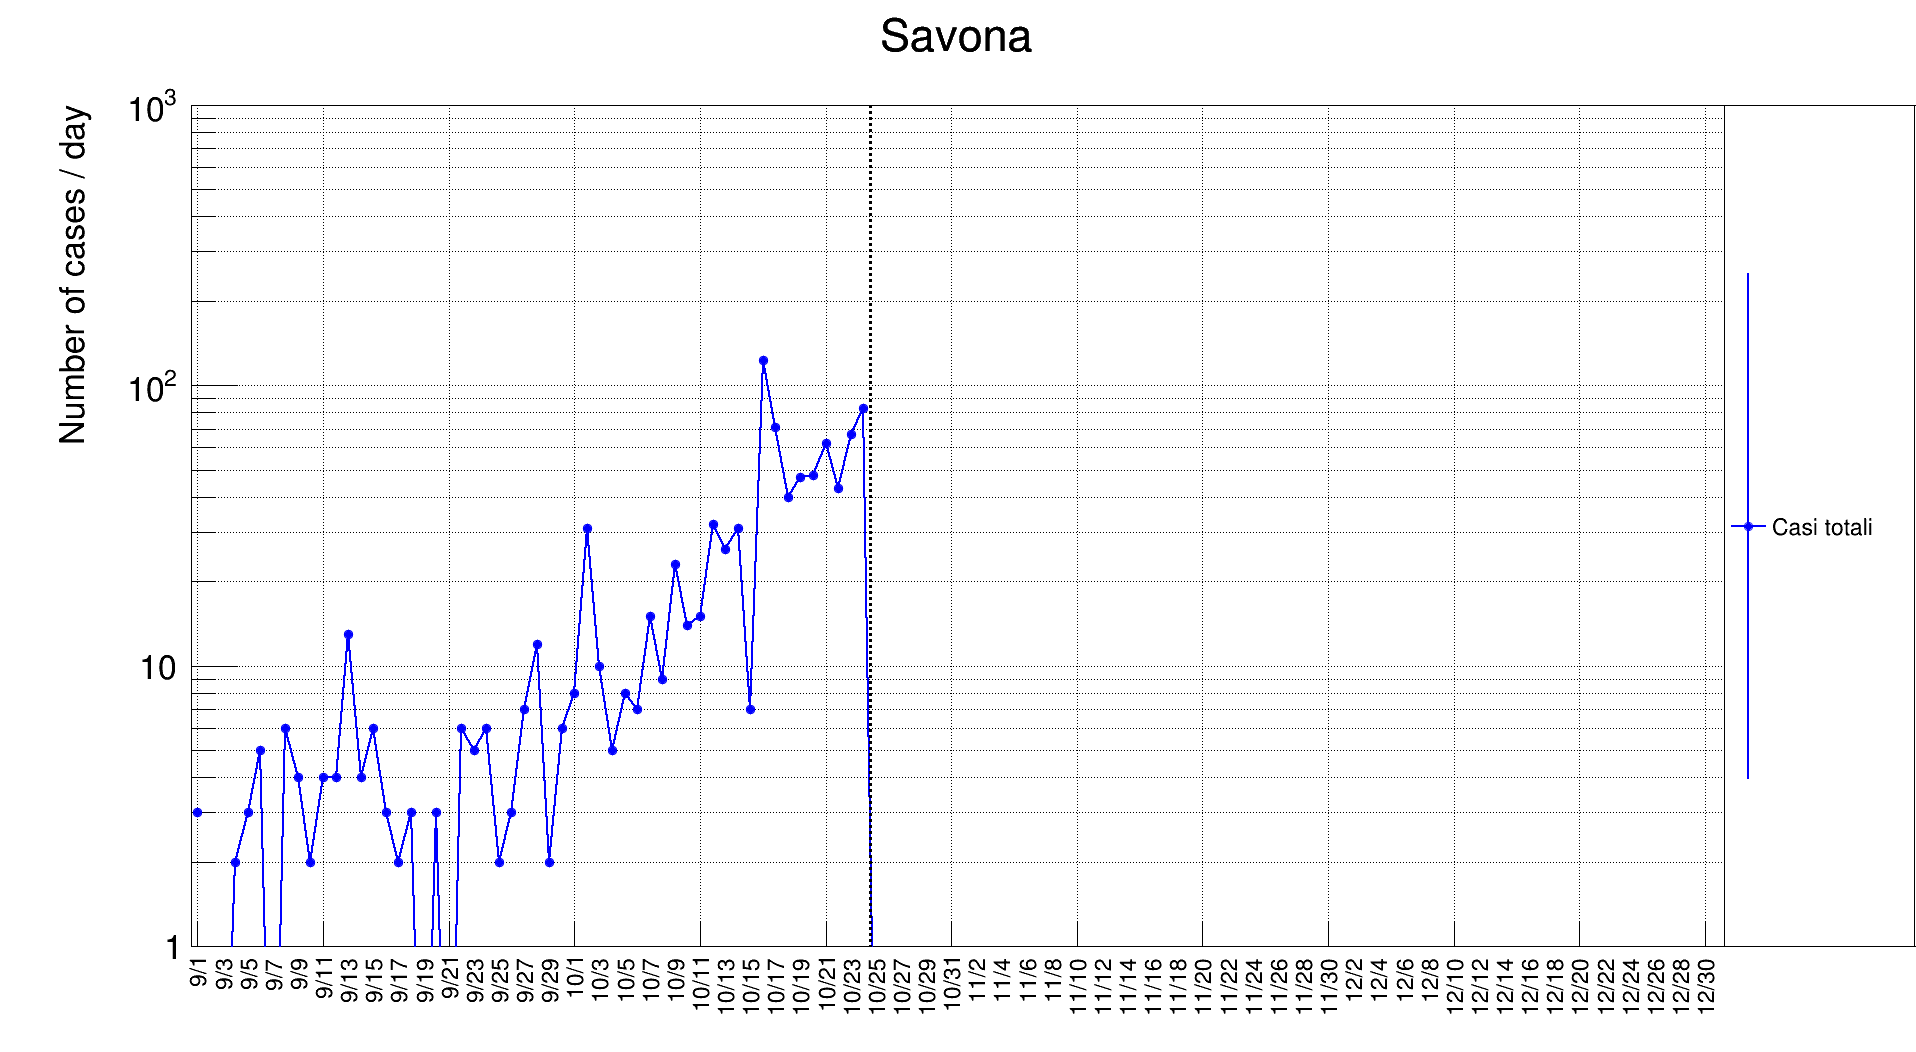 Savona
Number of cases / day
10³
10²
10
1
9/1 9/3 9/5 9/7 9/9 9/11 9/13 9/15 9/17 9/19 9/21 9/23 9/25 9/27 9/29 10/1 10/3 10/5 10/7 10/9 10/11 10/13 10/15 10/17 10/19 10/21 10/23 10/25 10/27 10/29 10/31 11/2 11/4 11/6 11/8 11/10 11/12 11/14 11/16 11/18 11/20 11/22 11/24 11/26 11/28 11/30 12/2 12/4 12/6 12/8 12/10 12/12 12/14 12/16 12/18 12/20 12/22 12/24 12/26 12/28 12/30
Casi totali